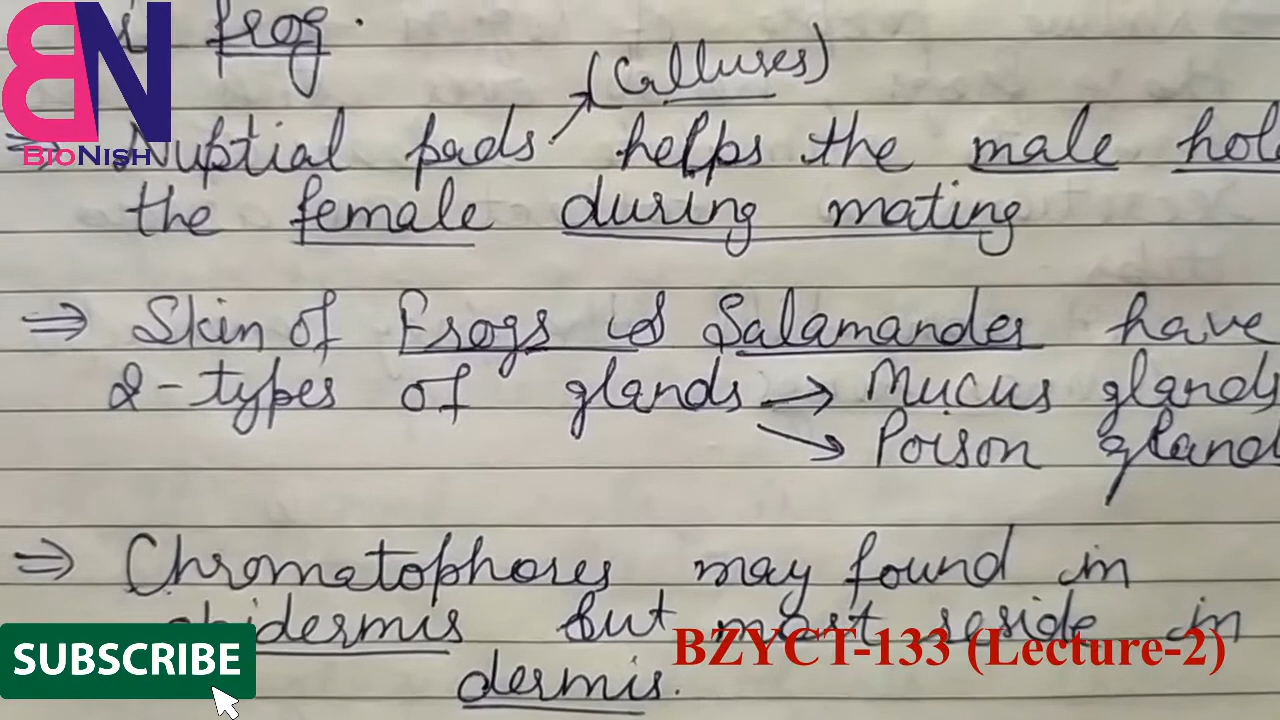 frog.
(Calluses)
⇒ Nuptial pads helps the male hol
the female during mating
⇒ Skin of Frogs & Salamander have
2-types of glands → Mucus glands
→ Poison gland
⇒ Chromatophores may found in
epidermis but most reside in
dermis.
BN
BIONISH
SUBSCRIBE
BZYCT-133 (Lecture-2)